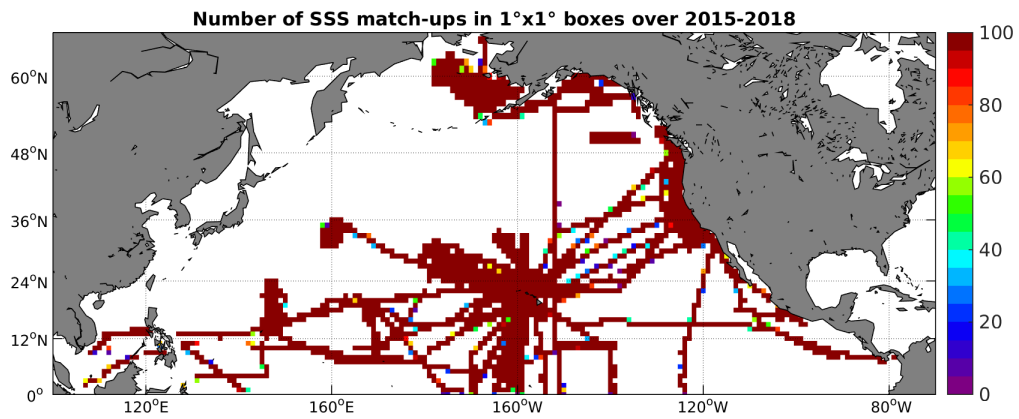 Number of SSS match-ups in 1°x1° boxes over 2015-2018
100
80
60
40
20
0
60°N
48°N
36°N
24°N
12°N
0°
120°E
160°E
160°W
120°W
80°W